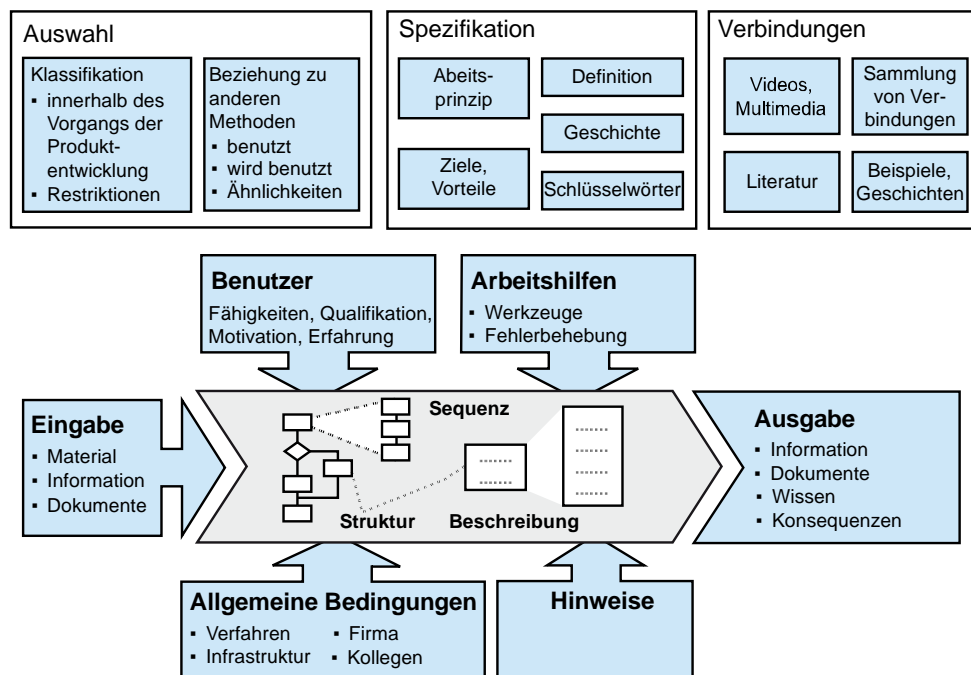 Auswahl
Klassifikation
▪ innerhalb des
Vorgangs der
Produkt-
entwicklung
▪ Restriktionen
Beziehung zu
anderen
Methoden
▪ benutzt
▪ wird benutzt
▪ Ähnlichkeiten
Spezifikation
Abeits-
prinzip
Ziele,
Vorteile
Definition
Geschichte
Schlüsselwörter
Verbindungen
Videos,
Multimedia
Sammlung
von Ver-
bindungen
Literatur
Beispiele,
Geschichten
Benutzer
Fähigkeiten, Qualifikation,
Motivation, Erfahrung
Arbeitshilfen
▪ Werkzeuge
▪ Fehlerbehebung
Eingabe
▪ Material
▪ Information
▪ Dokumente
Sequenz
Struktur
Beschreibung
Ausgabe
▪ Information
▪ Dokumente
▪ Wissen
▪ Konsequenzen
Allgemeine Bedingungen
▪ Verfahren
▪ Infrastruktur
▪ Firma
▪ Kollegen
Hinweise